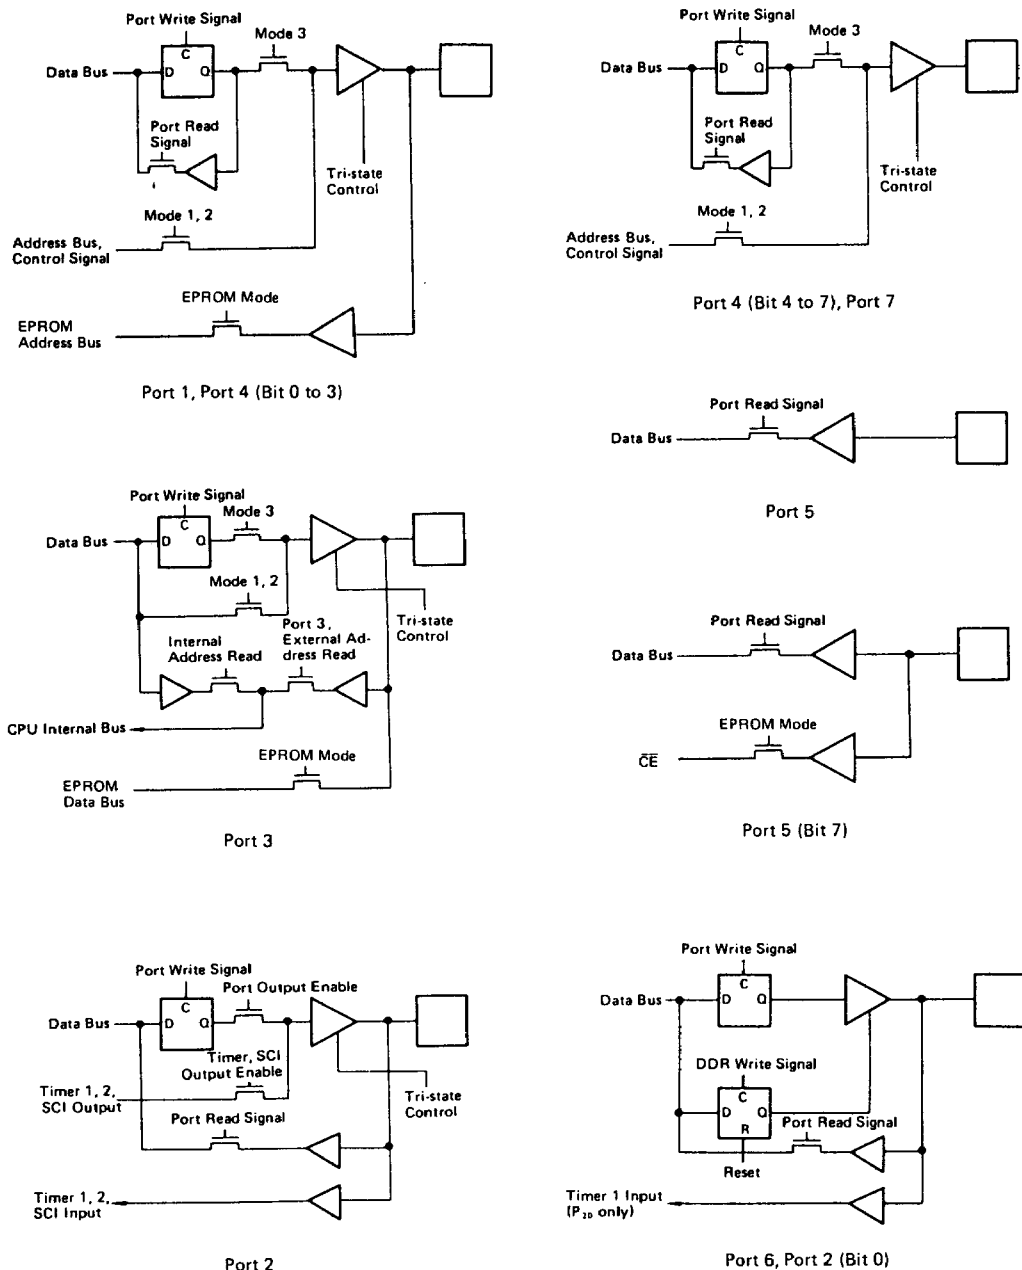 Port Write Signal
Mode 3
C
D
Q
Data Bus
Port Read
Signal
Tri-state
Control
Mode 1, 2
Address Bus,
Control Signal
EPROM Mode
EPROM
Address Bus
Port 1, Port 4 (Bit 0 to 3)
Port Write Signal
Mode 3
C
D
Q
Data Bus
Port Read
Signal
Tri-state
Control
Mode 1, 2
Address Bus,
Control Signal
Port 4 (Bit 4 to 7), Port 7
Port Read Signal
Data Bus
Port 5
Port Write Signal
Mode 3
C
D
Q
Data Bus
Mode 1, 2
Port 3,
External Ad-
dress Read
Tri-state
Control
Internal
Address Read
CPU Internal Bus
EPROM Mode
EPROM
Data Bus
Port 3
Port Read Signal
Data Bus
EPROM Mode
CE
Port 5 (Bit 7)
Port Write Signal
Port Output Enable
C
D
Q
Data Bus
Timer, SCI
Output Enable
Timer 1, 2,
SCI Output
Tri-state
Control
Port Read Signal
Timer 1, 2,
SCI Input
Port 2
Port Write Signal
C
D
Q
Data Bus
DDR Write Signal
C
D
Q
R
Port Read Signal
Reset
Timer 1 Input
(P20 only)
Port 6, Port 2 (Bit 0)